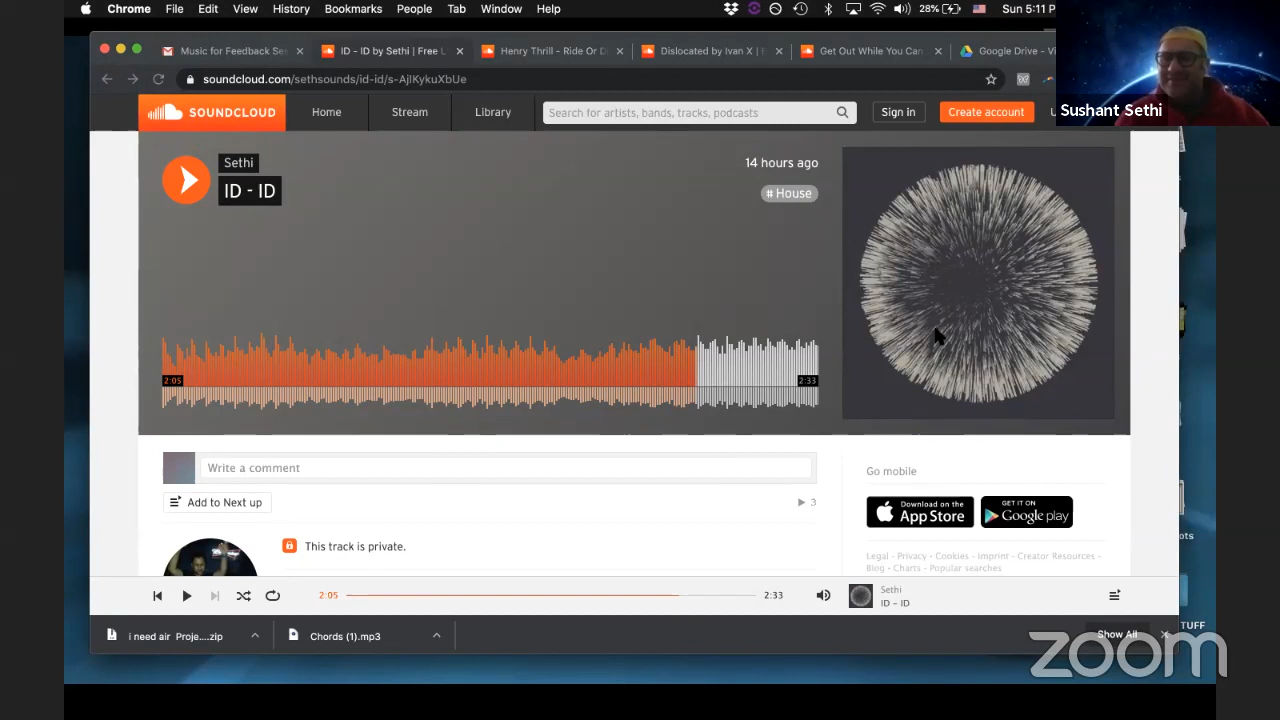 Chrome File Edit View History Bookmarks People Tab Window Help 28% Sun 5:11 P
Music for Feedback Ses ID - ID by Sethi | Free L Henry Thrill - Ride Or D Dislocated by Ivan X | Get Out While You Can Google Drive - Vi
soundcloud.com/sethsounds/id-id/s-AjlKykuXbUe
Sushant Sethi
SOUNDCLOUD Home Stream Library Search for artists, bands, tracks, podcasts Sign in Create account
Sethi
14 hours ago
ID - ID
# House
2:05 2:33
Write a comment
Go mobile
Add to Next up
3
Download on the App Store
GET IT ON Google play
This track is private.
Legal - Privacy - Cookies - Imprint - Creator Resources -
Blog - Charts - Popular searches
2:05 2:33
Sethi
ID – ID
i need air Proje....zip Chords (1).mp3 Show All
TUFF
zoom